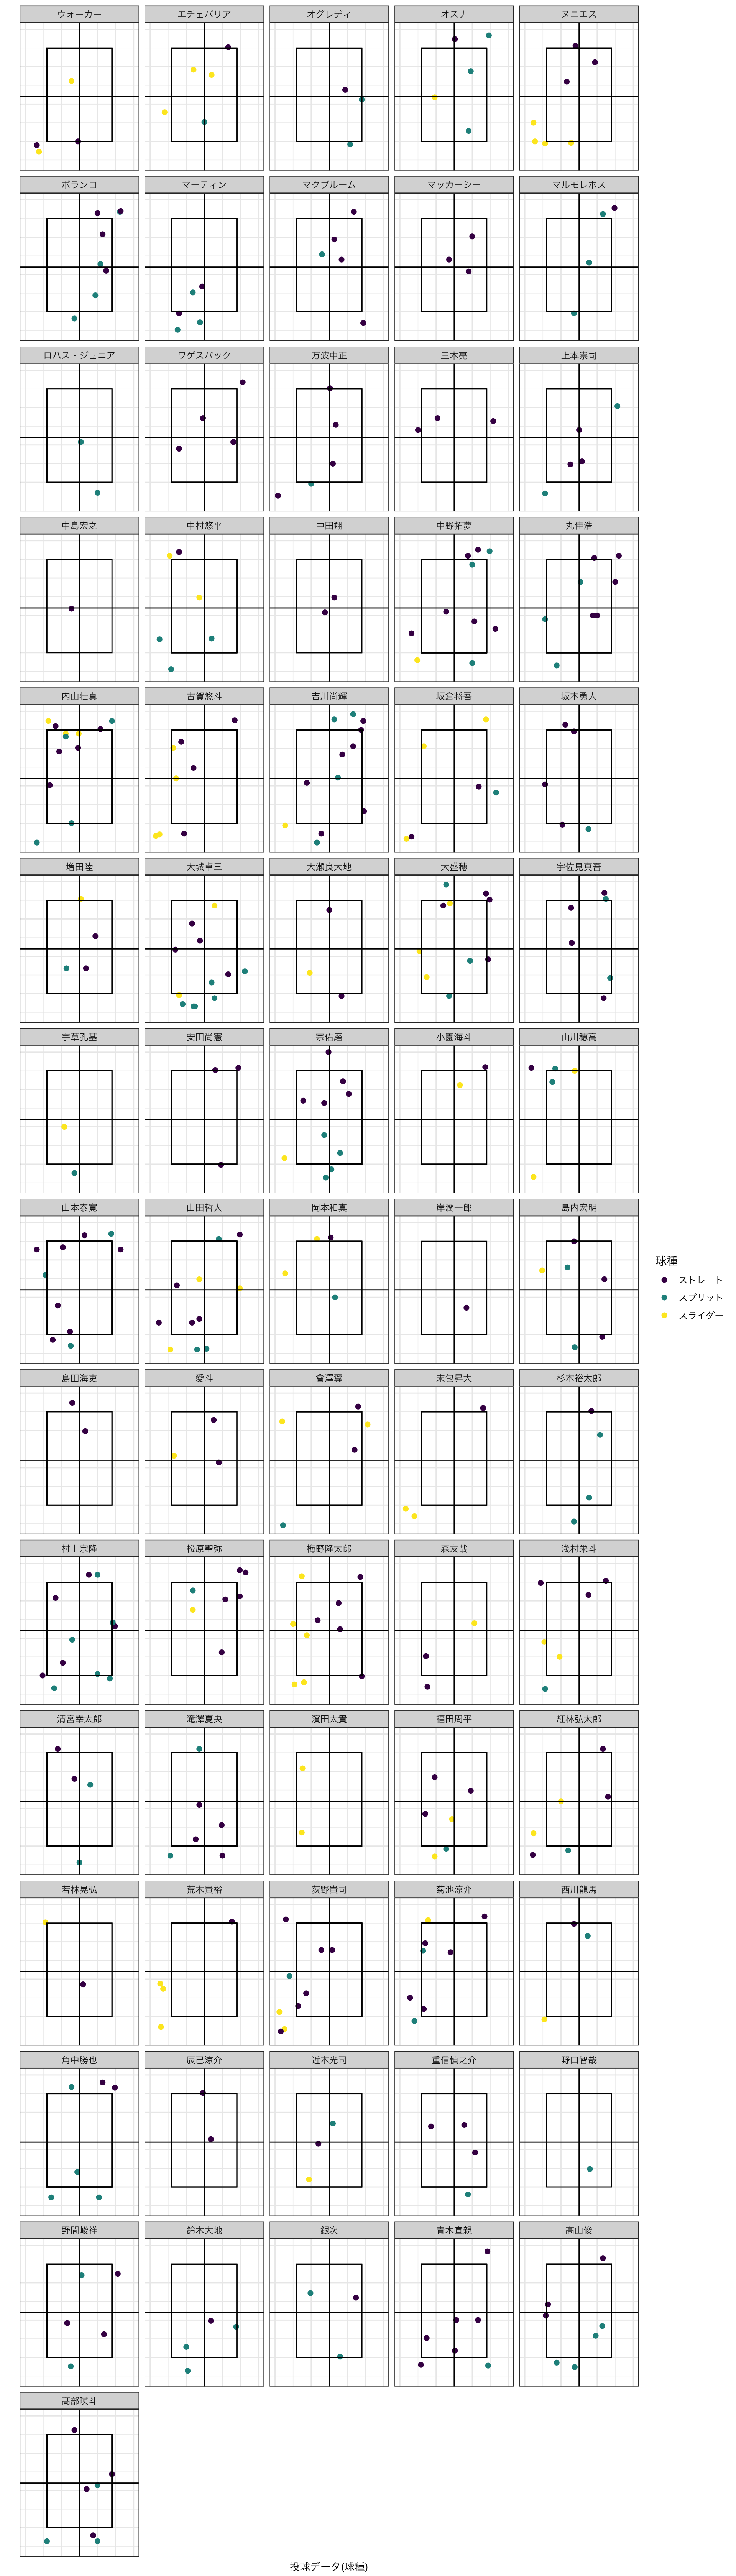 ウォーカー エチェバリア オグレディ オスナ ヌニエス
ポランコ マーティン マクブルーム マッカーシー マルモレホス
ロハス・ジュニア ワゲスパック 万波中正 三木亮 上本崇司
中島宏之 中村悠平 中田翔 中野拓夢 丸佳浩
内山壮真 古賀悠斗 吉川尚輝 坂倉将吾 坂本勇人
増田陸 大城卓三 大瀬良大地 大盛穂 宇佐見真吾
宇草孔基 安田尚憲 宗佑磨 小園海斗 山川穂高
山本泰寛 山田哲人 岡本和真 岸潤一郎 島内宏明
球種
ストレート
スプリット
スライダー
島田海吏 愛斗 會澤翼 末包昇大 杉本裕太郎
村上宗隆 松原聖弥 梅野隆太郎 森友哉 浅村栄斗
清宮幸太郎 滝澤夏央 濱田太貴 福田周平 紅林弘太郎
若林晃弘 荒木貴裕 荻野貴司 菊池涼介 西川龍馬
角中勝也 辰己涼介 近本光司 重信慎之介 野口智哉
野間峻祥 鈴木大地 銀次 青木宣親 髙山俊
髙部瑛斗
投球データ(球種)